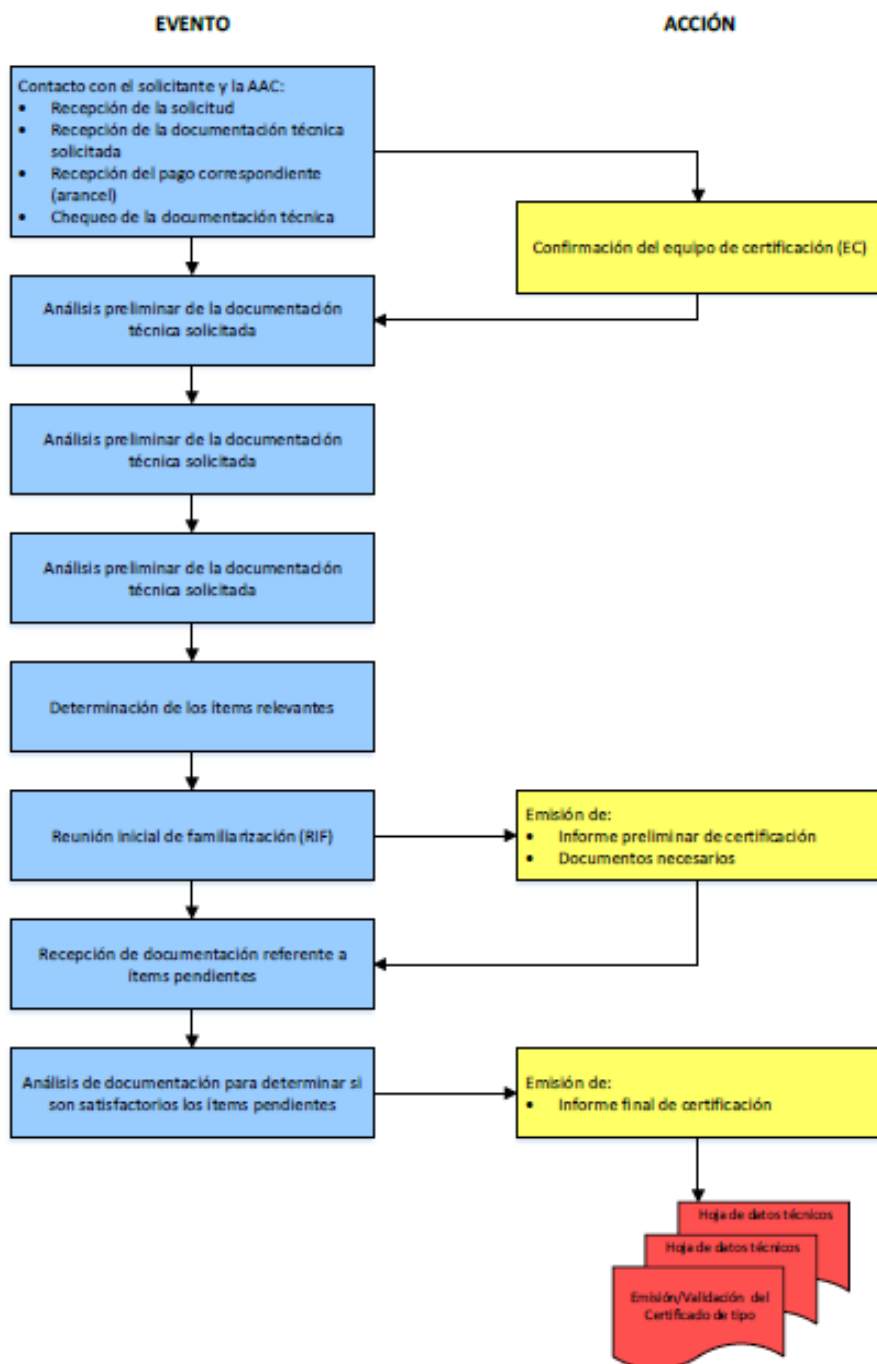 EVENTO
ACCIÓN
Contacto con el solicitante y la AAC:
• Recepción de la solicitud
• Recepción de la documentación técnica
solicitada
• Recepción del pago correspondiente
(arancel)
• Chequeo de la documentación técnica
Confirmación del equipo de certificación (EC)
Análisis preliminar de la documentación
técnica solicitada
Análisis preliminar de la documentación
técnica solicitada
Análisis preliminar de la documentación
técnica solicitada
Determinación de los ítems relevantes
Reunión inicial de familiarización (RIF)
Emisión de:
• Informe preliminar de certificación
• Documentos necesarios
Recepción de documentación referente a
ítems pendientes
Análisis de documentación para determinar si
son satisfactorios los ítems pendientes
Emisión de:
• Informe final de certificación
Hoja de datos técnicos
Hoja de datos técnicos
Emisión/Validación del
Certificado de tipo